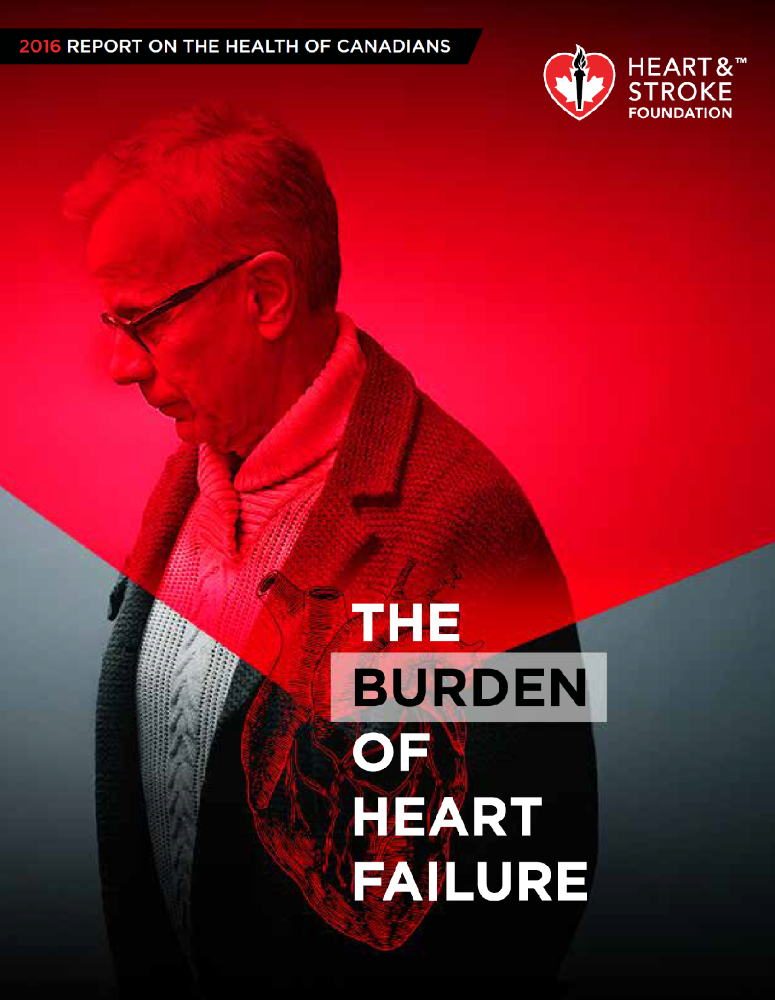 2016 REPORT ON THE HEALTH OF CANADIANS
HEART & ™
STROKE
FOUNDATION
THE
BURDEN
OF
HEART
FAILURE